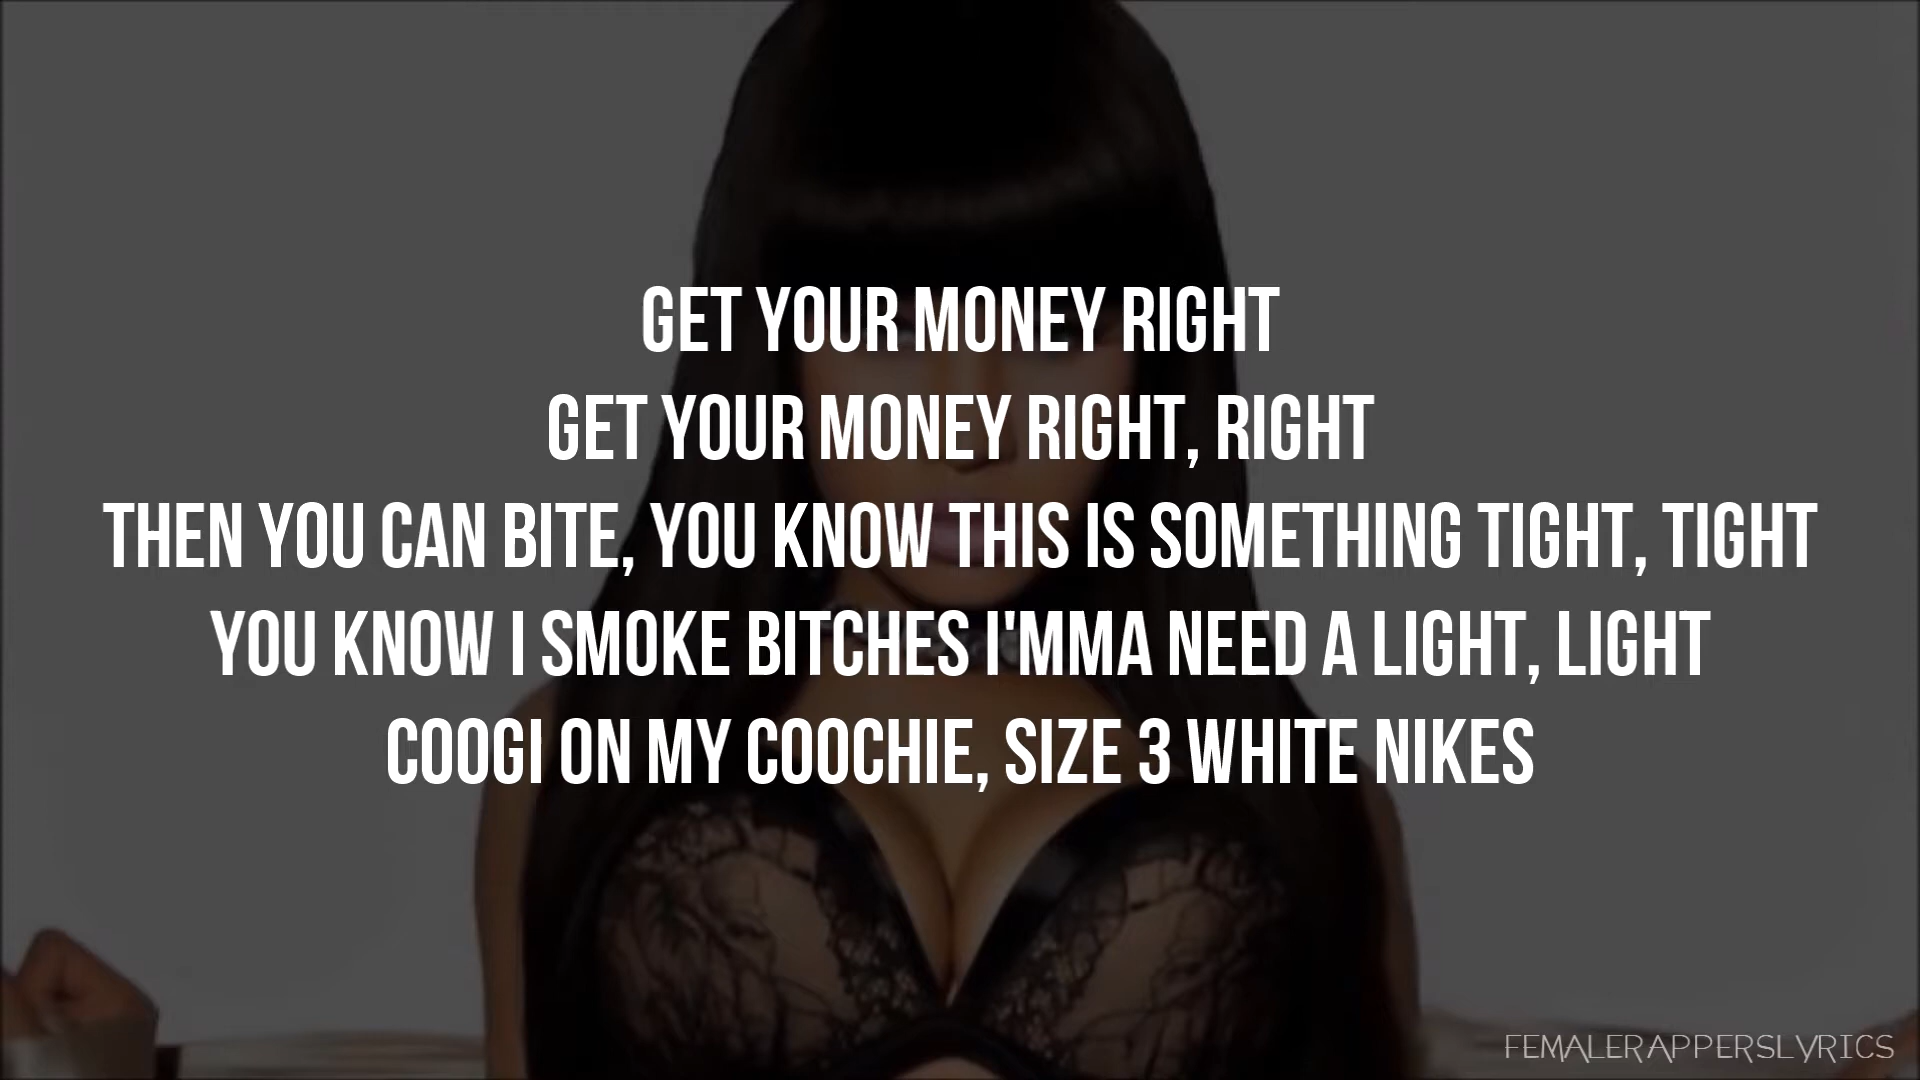 GET YOUR MONEY RIGHT
GET YOUR MONEY RIGHT, RIGHT
THEN YOU CAN BITE, YOU KNOW THIS IS SOMETHING TIGHT, TIGHT
YOU KNOW I SMOKE BITCHES I'MMA NEED A LIGHT, LIGHT
COOGI ON MY COOCHIE, SIZE 3 WHITE NIKES
FEMALERAPPERSLYRICS